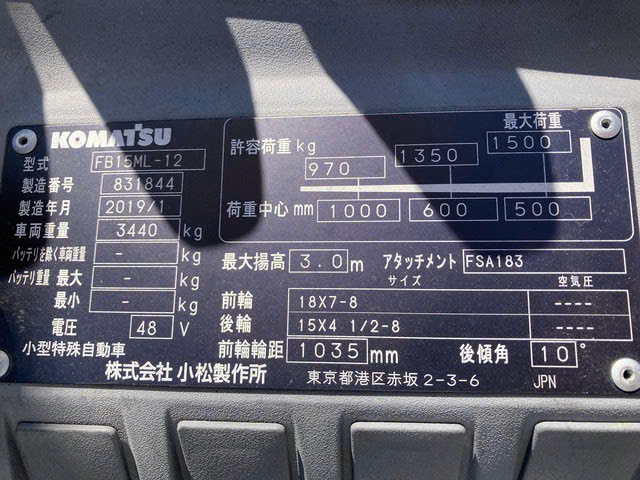 KOMATSU
型式 FB15ML-12
製造番号 831844
製造年月 2019/1
車両重量 3440 kg
バッテリを除く車両重量 - kg
バッテリ重量 最大 - kg
最小 - kg
電圧 48 V
小型特殊自動車
最大荷重
許容荷重 kg 970 1350 1500
荷重中心 mm 1000 600 500
最大揚高 3.0 m アタッチメント FSA183
サイズ 空気圧
前輪 18X7-8 ----
後輪 15X4 1/2-8 ----
前輪輪距 1035 mm 後傾角 10°
株式会社 小松製作所 東京都港区赤坂 2-3-6 JPN